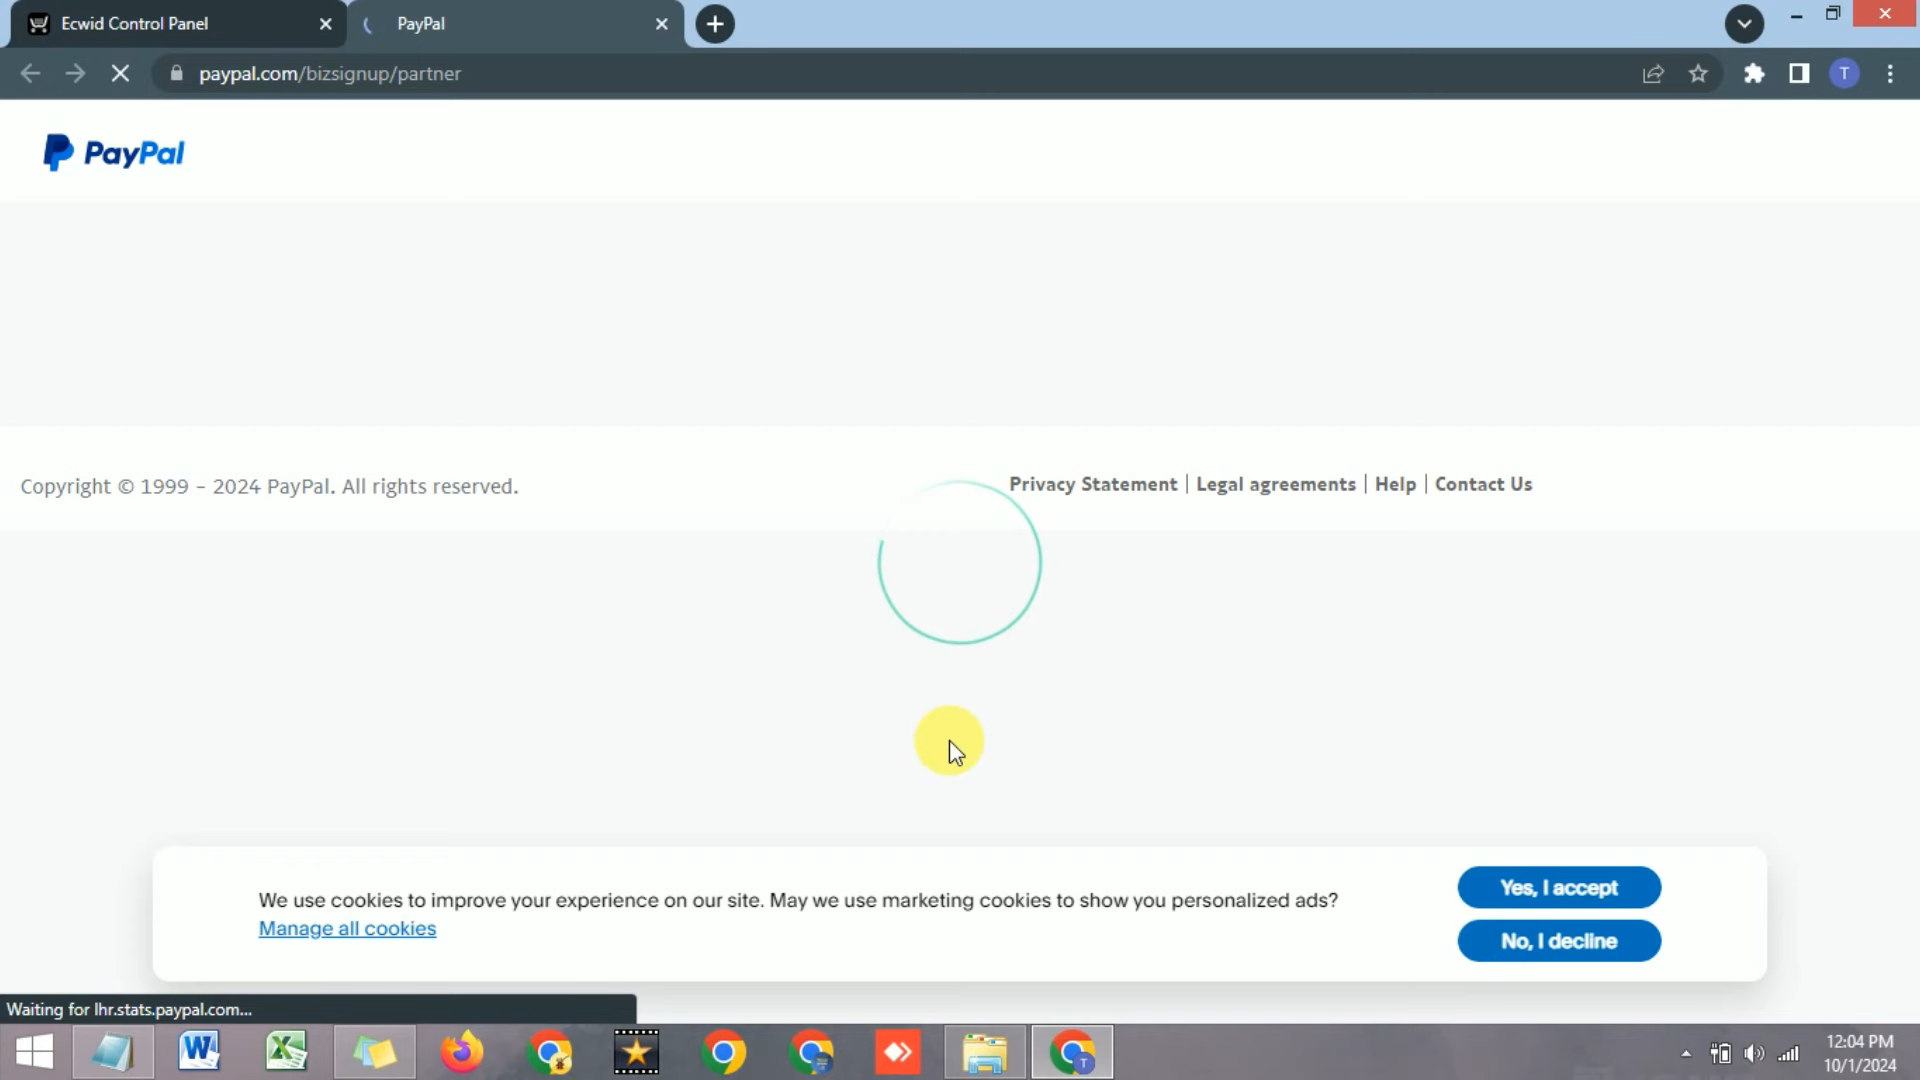 Ecwid Control Panel
PayPal
paypal.com/bizsignup/partner
T
PayPal
Copyright © 1999 – 2024 PayPal. All rights reserved.
Privacy Statement | Legal agreements | Help | Contact Us
We use cookies to improve your experience on our site. May we use marketing cookies to show you personalized ads?
Manage all cookies
Yes, I accept
No, I decline
Waiting for lhr.stats.paypal.com...
12:04 PM
10/1/2024